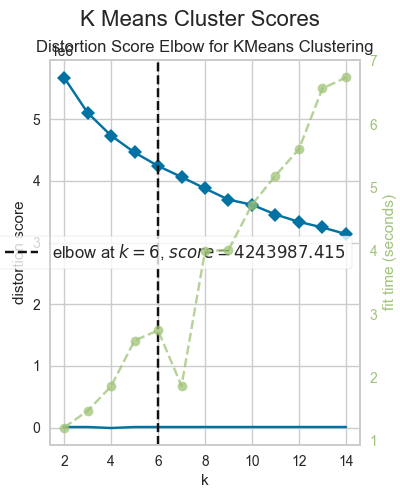 K Means Cluster Scores
Distortion Score Elbow for KMeans Clustering
1e6
5
4
3
2
1
0
distortion score
elbow at k = 6, score = 4243987.415
7
6
5
4
3
2
1
fit time (seconds)
2 4 6 8 10 12 14
k